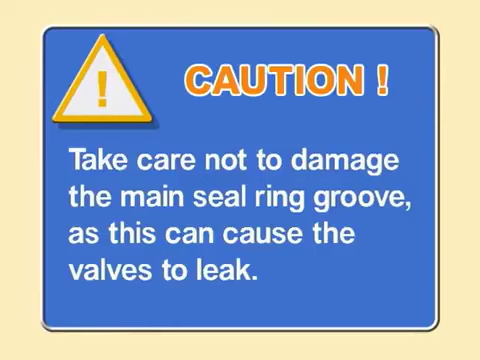 !
CAUTION !
Take care not to damage
the main seal ring groove,
as this can cause the
valves to leak.